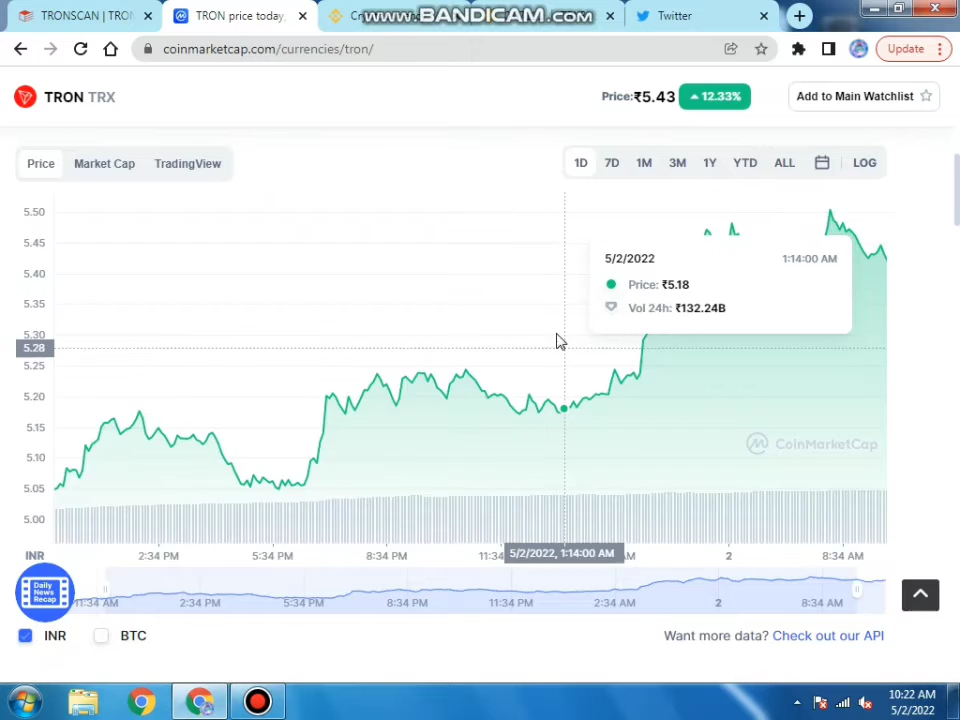 TRONSCAN | TRON
TRON price today,
Twitter
www.BANDICAM.com
coinmarketcap.com/currencies/tron/
Update
TRON TRX
Price:₹5.43
12.33%
Add to Main Watchlist
Price
Market Cap
TradingView
1D
7D
1M
3M
1Y
YTD
ALL
LOG
5.50
5.45
5.40
5.35
5.30
5.28
5.25
5.20
5.15
5.10
5.05
5.00
5/2/2022
1:14:00 AM
Price: ₹5.18
Vol 24h: ₹132.24B
CoinMarketCap
INR
2:34 PM
5:34 PM
8:34 PM
11:34
5/2/2022, 1:14:00 AM
AM
2
8:34 AM
Daily
News
Recap
11:34 AM
2:34 PM
5:34 PM
8:34 PM
11:34 PM
2:34 AM
2
8:34 AM
INR
BTC
Want more data? Check out our API
10:22 AM
5/2/2022